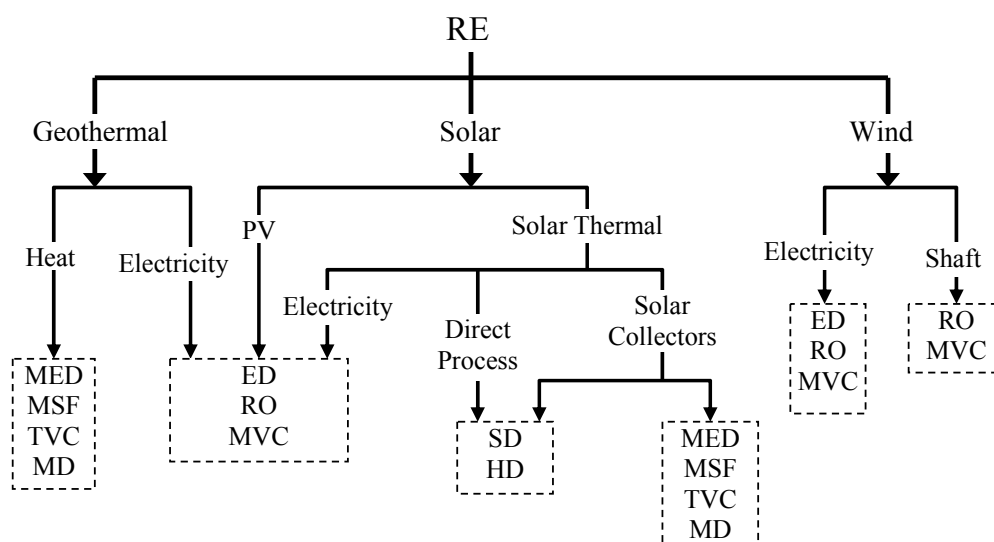 RE
Geothermal
Solar
Wind
PV
Solar Thermal
Heat
Electricity
Electricity
Shaft
Electricity
Direct
Process
Solar
Collectors
MED
MSF
TVC
MD
ED
RO
MVC
SD
HD
MED
MSF
TVC
MD
ED
RO
MVC
RO
MVC